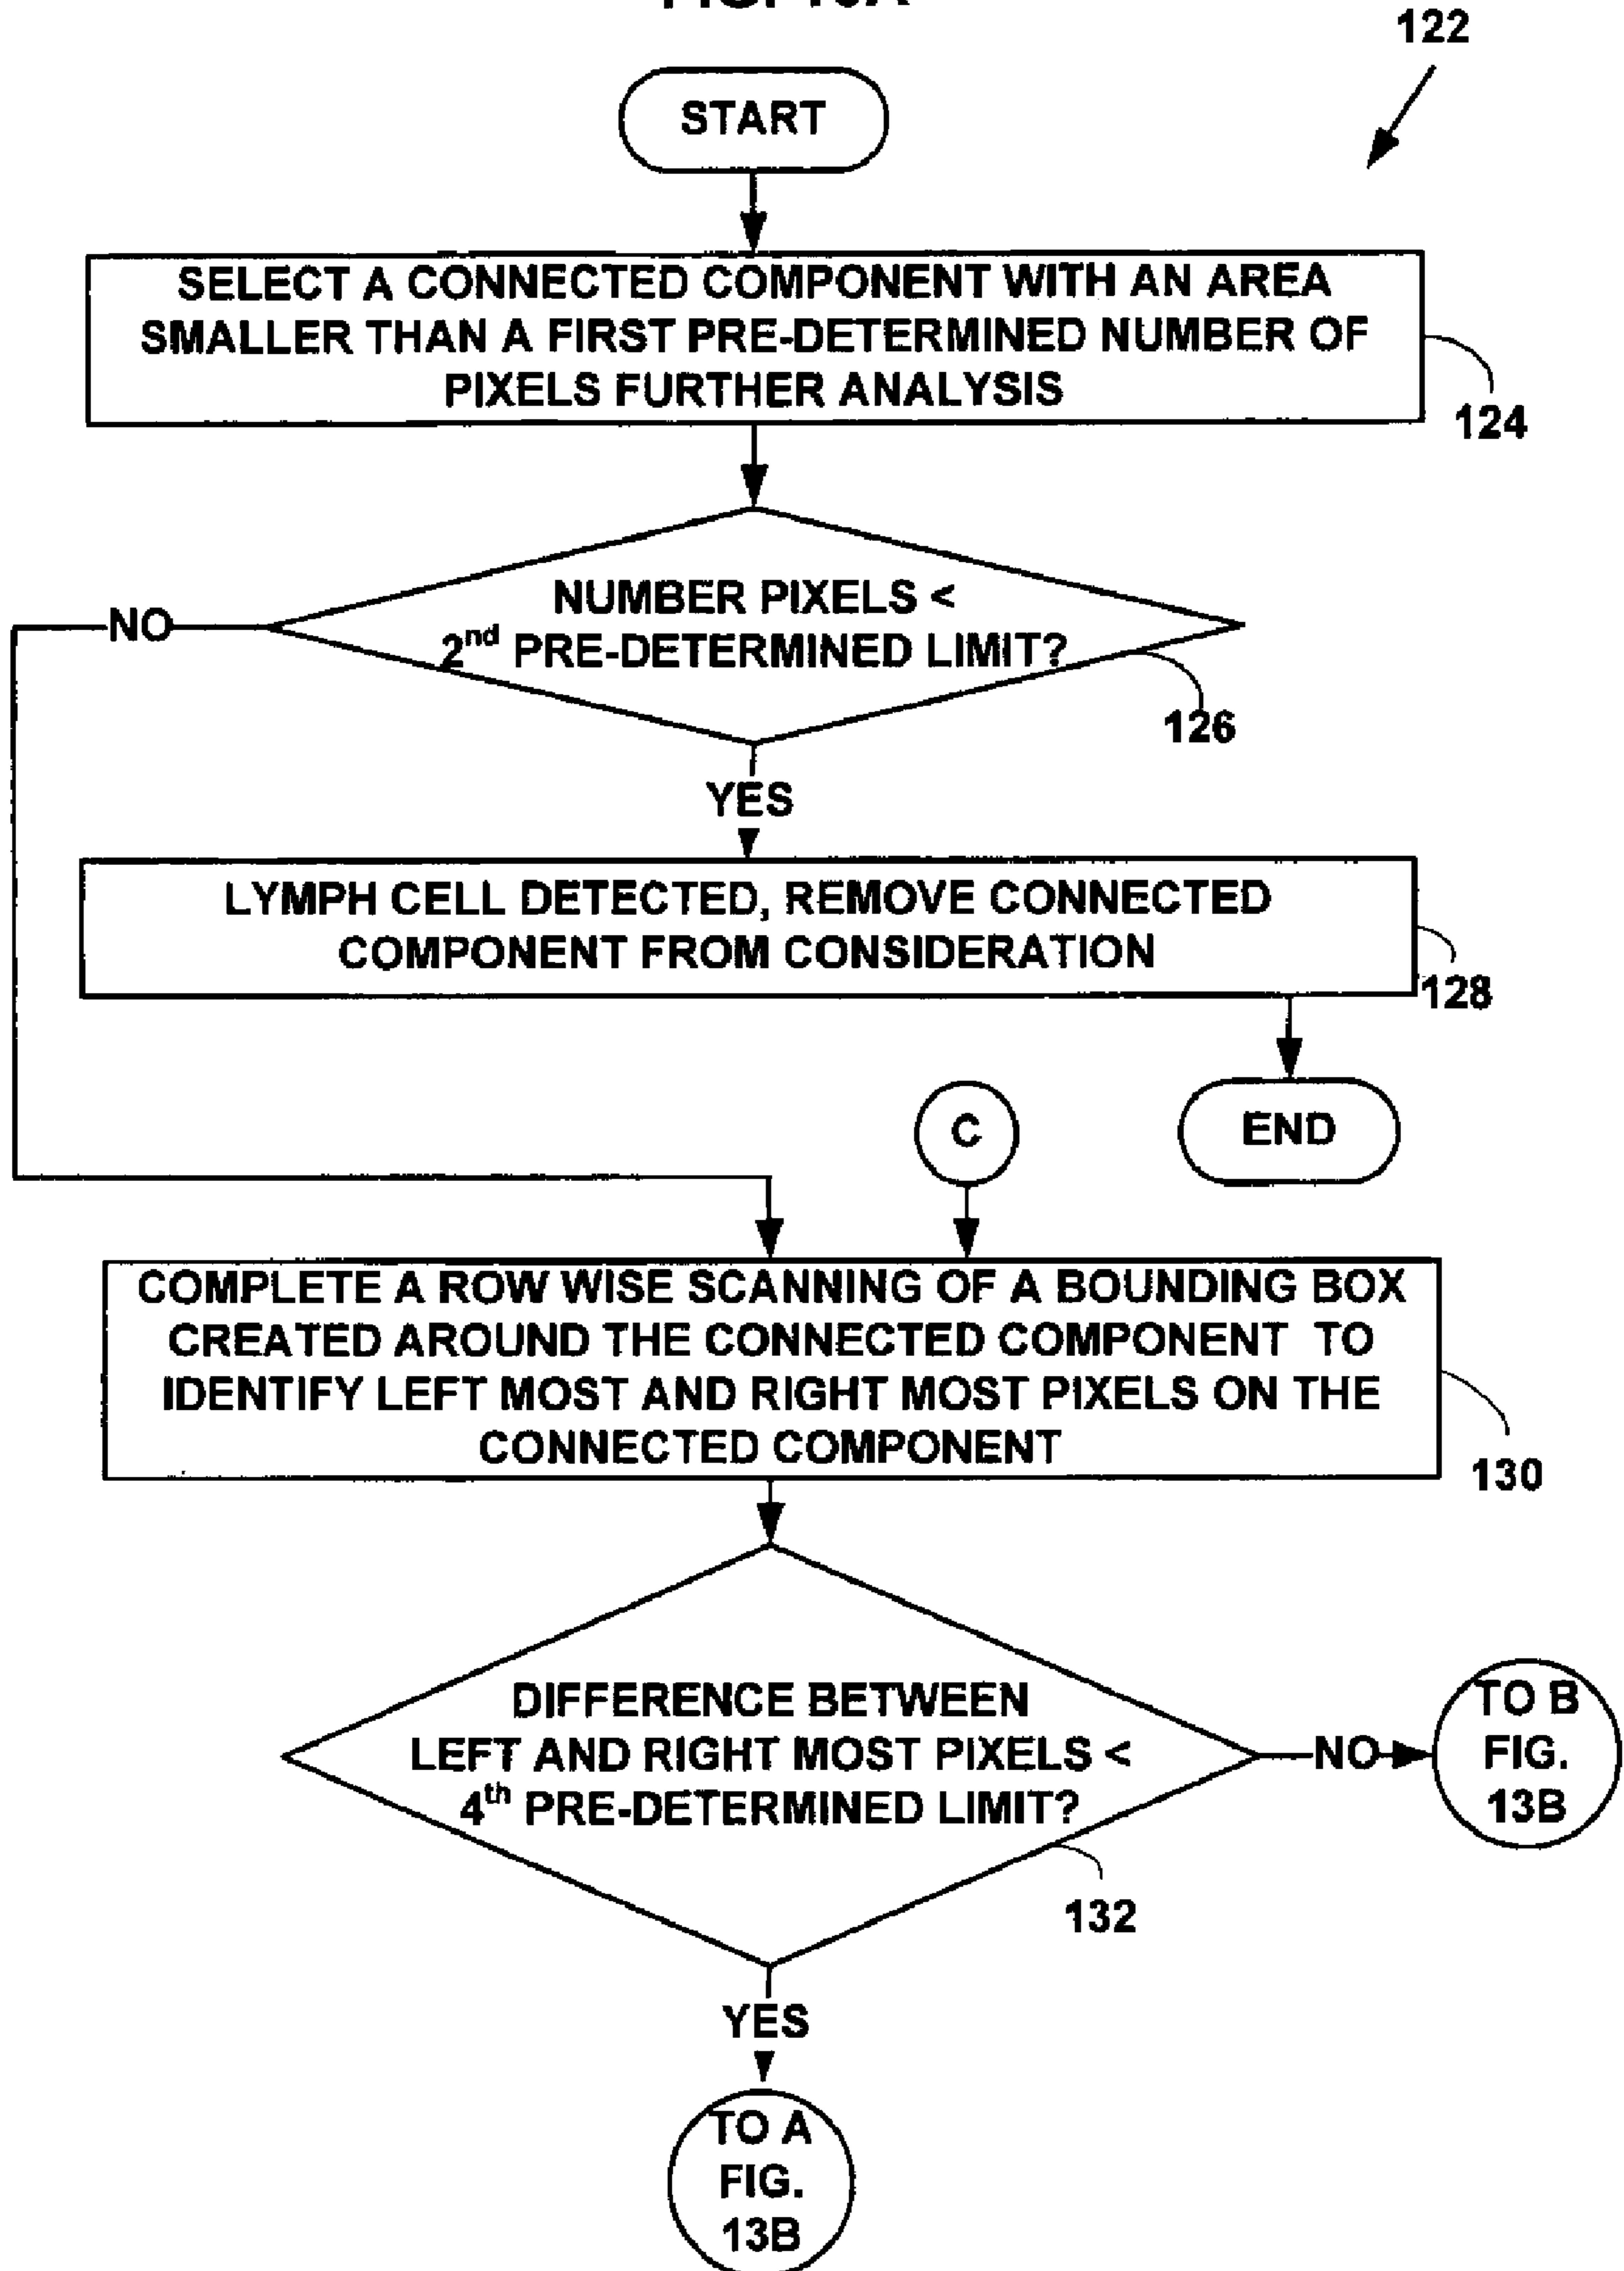 122
START
SELECT A CONNECTED COMPONENT WITH AN AREA
SMALLER THAN A FIRST PRE-DETERMINED NUMBER OF
PIXELS FURTHER ANALYSIS
124
NUMBER PIXELS <
2nd PRE-DETERMINED LIMIT?
NO
126
YES
LYMPH CELL DETECTED, REMOVE CONNECTED
COMPONENT FROM CONSIDERATION
128
C
END
COMPLETE A ROW WISE SCANNING OF A BOUNDING BOX
CREATED AROUND THE CONNECTED COMPONENT TO
IDENTIFY LEFT MOST AND RIGHT MOST PIXELS ON THE
CONNECTED COMPONENT
130
DIFFERENCE BETWEEN
LEFT AND RIGHT MOST PIXELS <
4th PRE-DETERMINED LIMIT?
NO
TO B
FIG.
13B
132
YES
TO A
FIG.
13B